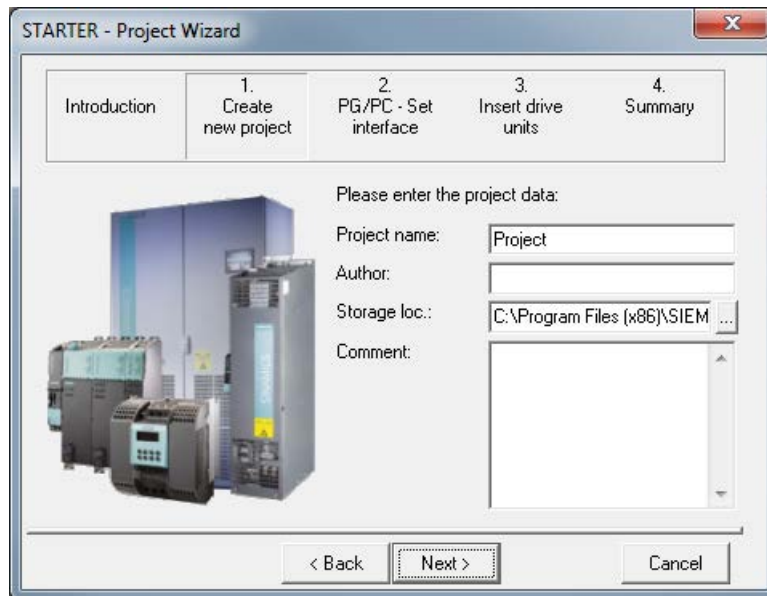 STARTER - Project Wizard
Introduction
1.
Create
new project
2.
PG/PC - Set
interface
3.
Insert drive
units
4.
Summary
Please enter the project data:
Project name:
Project
Author:
Storage loc.:
C:\Program Files (x86)\SIEM
...
Comment:
< Back
Next >
Cancel